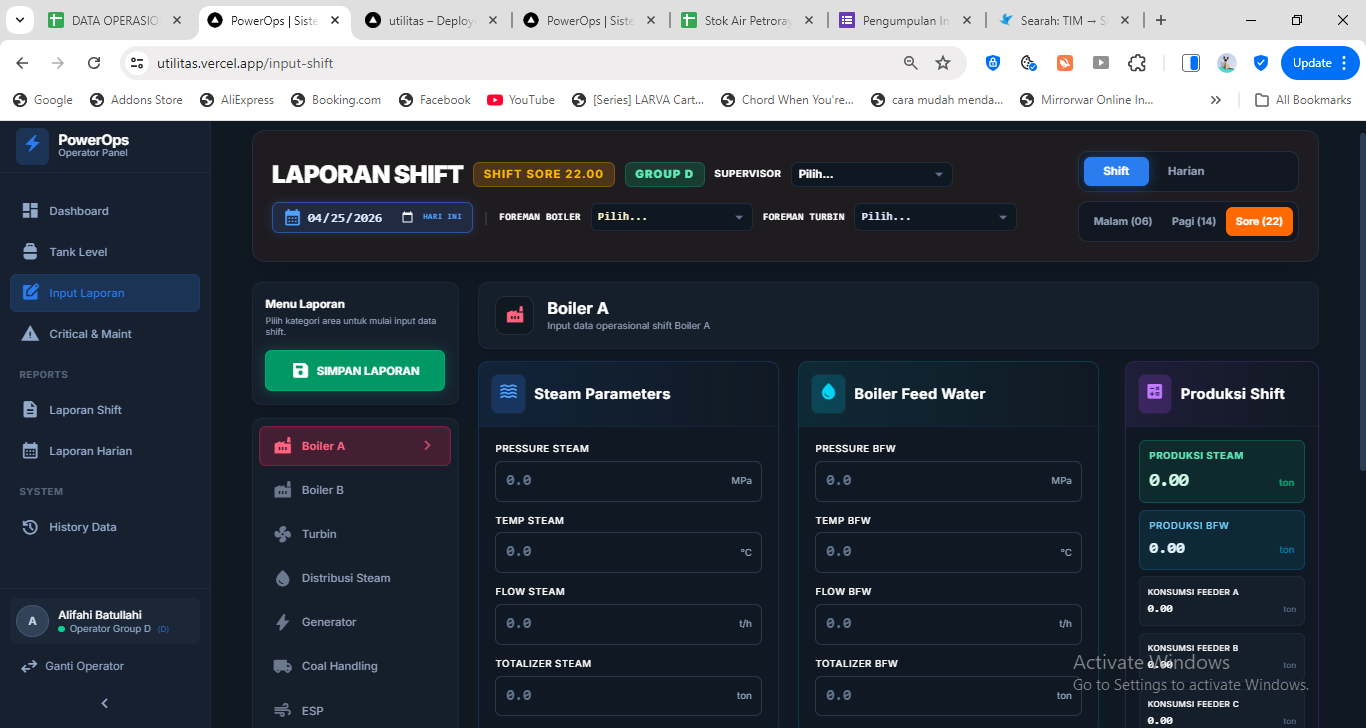 DATA OPERASIO
PowerOps | Siste
utilitas – Deploy
PowerOps | Siste
Stok Air Petroray
Pengumpulan In
Searah: TIM → S
utilitas.vercel.app/input-shift
Update
Google
Addons Store
AliExpress
Booking.com
Facebook
YouTube
[Series] LARVA Cart...
Chord When You're...
cara mudah menda...
Mirrorwar Online In...
All Bookmarks
PowerOps
Operator Panel
Dashboard
Tank Level
Input Laporan
Critical & Maint
REPORTS
Laporan Shift
Laporan Harian
SYSTEM
History Data
A
Alifahi Batullahi
Operator Group D (D)
Ganti Operator
LAPORAN SHIFT
SHIFT SORE 22.00
GROUP D
SUPERVISOR
Pilih...
Shift
Harian
04/25/2026
HARI INI
FOREMAN BOILER
Pilih...
FOREMAN TURBIN
Pilih...
Malam (06)
Pagi (14)
Sore (22)
Menu Laporan
Pilih kategori area untuk mulai input data
shift.
SIMPAN LAPORAN
Boiler A
Boiler B
Turbin
Distribusi Steam
Generator
Coal Handling
ESP
Boiler A
Input data operasional shift Boiler A
Steam Parameters
PRESSURE STEAM
0.0 MPa
TEMP STEAM
0.0 °C
FLOW STEAM
0.0 t/h
TOTALIZER STEAM
0.0 ton
Boiler Feed Water
PRESSURE BFW
0.0 MPa
TEMP BFW
0.0 °C
FLOW BFW
0.0 t/h
TOTALIZER BFW
0.0 ton
Produksi Shift
PRODUKSI STEAM
0.00 ton
PRODUKSI BFW
0.00 ton
KONSUMSI FEEDER A
0.00 ton
KONSUMSI FEEDER B
0.00 ton
KONSUMSI FEEDER C
0.00 ton
Activate Windows
Go to Settings to activate Windows.